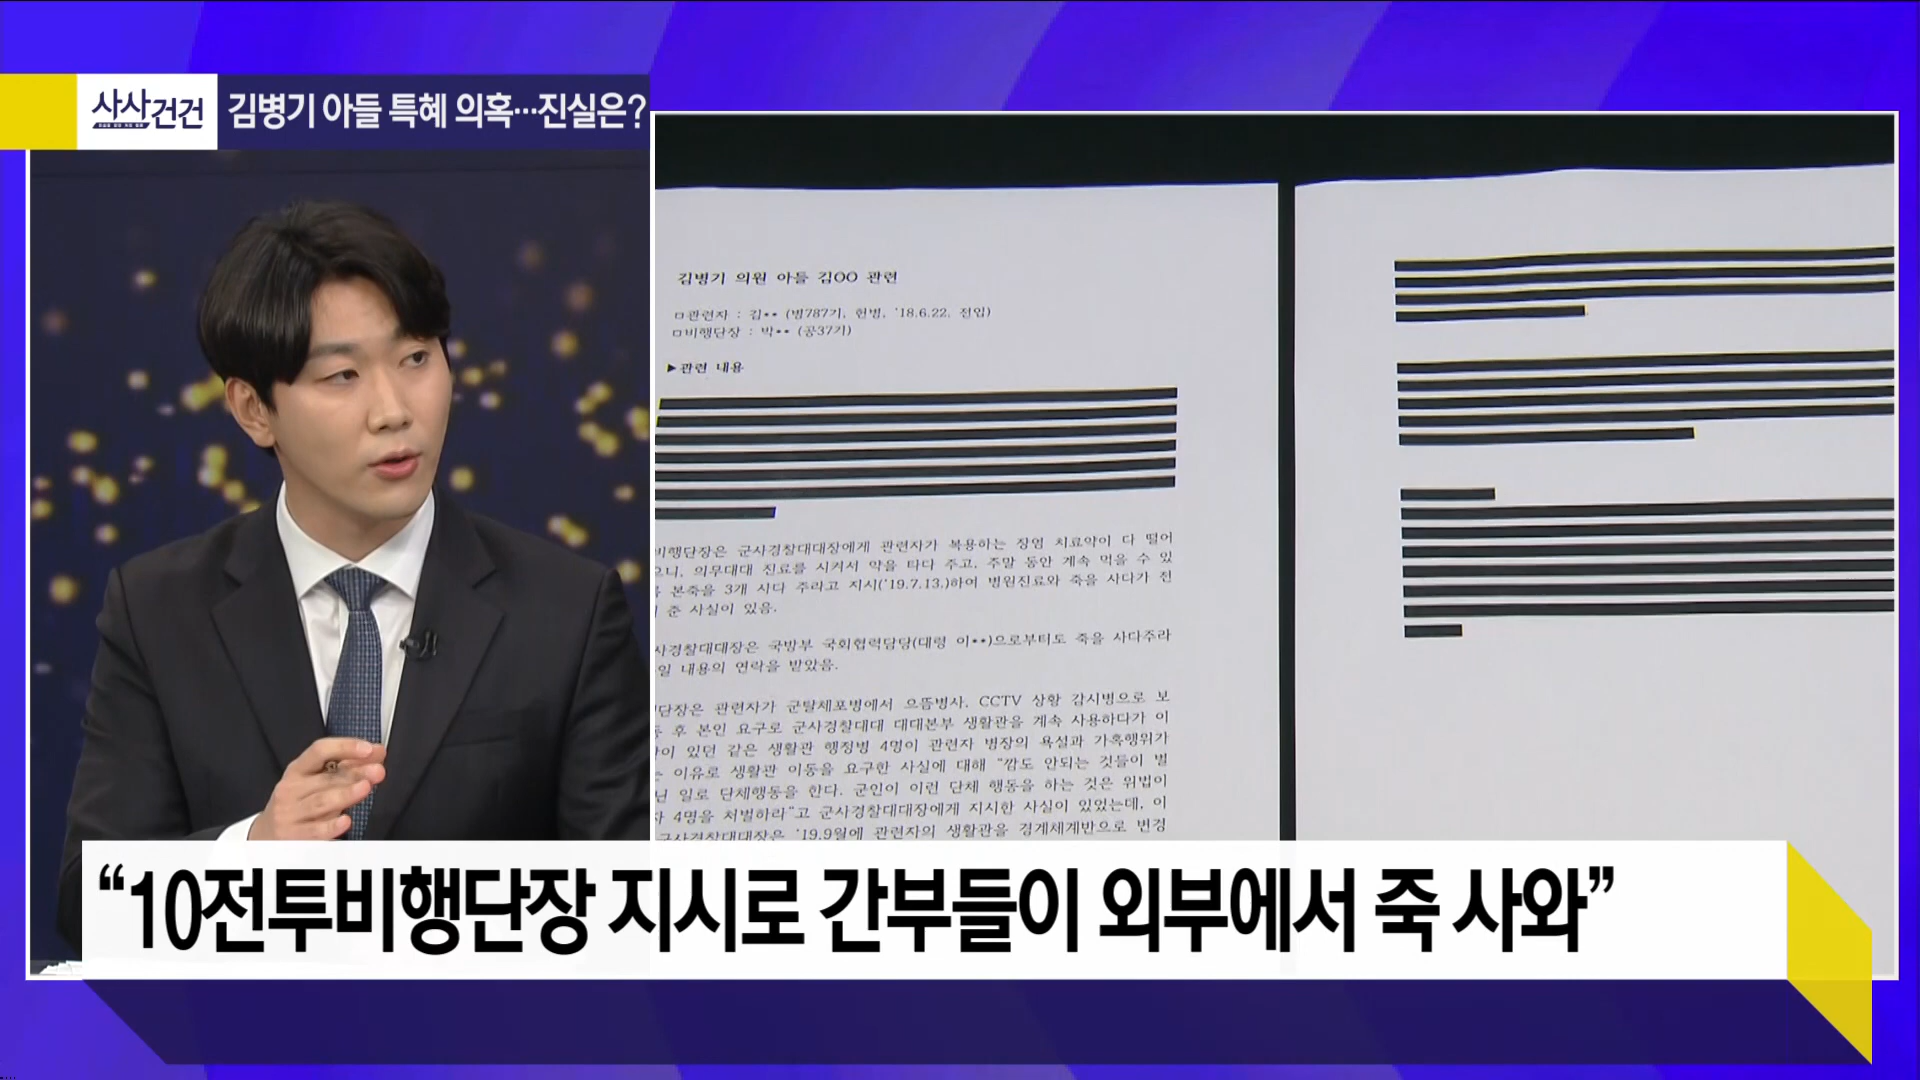 사사건건
김병기 아들 특혜 의혹…진실은?
김병기 의원 아들 김OO 관련
□관련자 : 김** (병787기, 헌병, '18.6.22. 전입)
□비행단장 : 박** (공37기)
▶관련 내용
비행단장은 군사경찰대대장에게 관련자가 복용하는 장염 치료약이 다 떨어
으니, 의무대대 진료를 시켜서 약을 타다 주고, 주말 동안 계속 먹을 수 있
본죽을 3개 사다 주라고 지시('19.7.13.)하여 병원진료와 죽을 사다가 전
준 사실이 있음.
사경찰대대장은 국방부 국회협력담당(대령 이**)으로부터도 죽을 사다주라
일 내용의 연락을 받았음.
단장은 관련자가 군탈체포병에서 으뜸병사, CCTV 상황 감시병으로 보
후 본인 요구로 군사경찰대대 대대본부 생활관을 계속 사용하다가 이
이 있던 같은 생활관 행정병 4명이 관련자 병장의 욕설과 가혹행위가
이유로 생활관 이동을 요구한 사실에 대해 “깜도 안되는 것들이 벌
닌 일로 단체행동을 한다. 군인이 이런 단체 행동을 하는 것은 위법이
자 4명을 처벌하라“고 군사경찰대대장에게 지시한 사실이 있었는데, 이
군사경찰대대장은 '19.9월에 관련자의 생활관을 경계체계반으로 변경
“10전투비행단장 지시로 간부들이 외부에서 죽 사와”